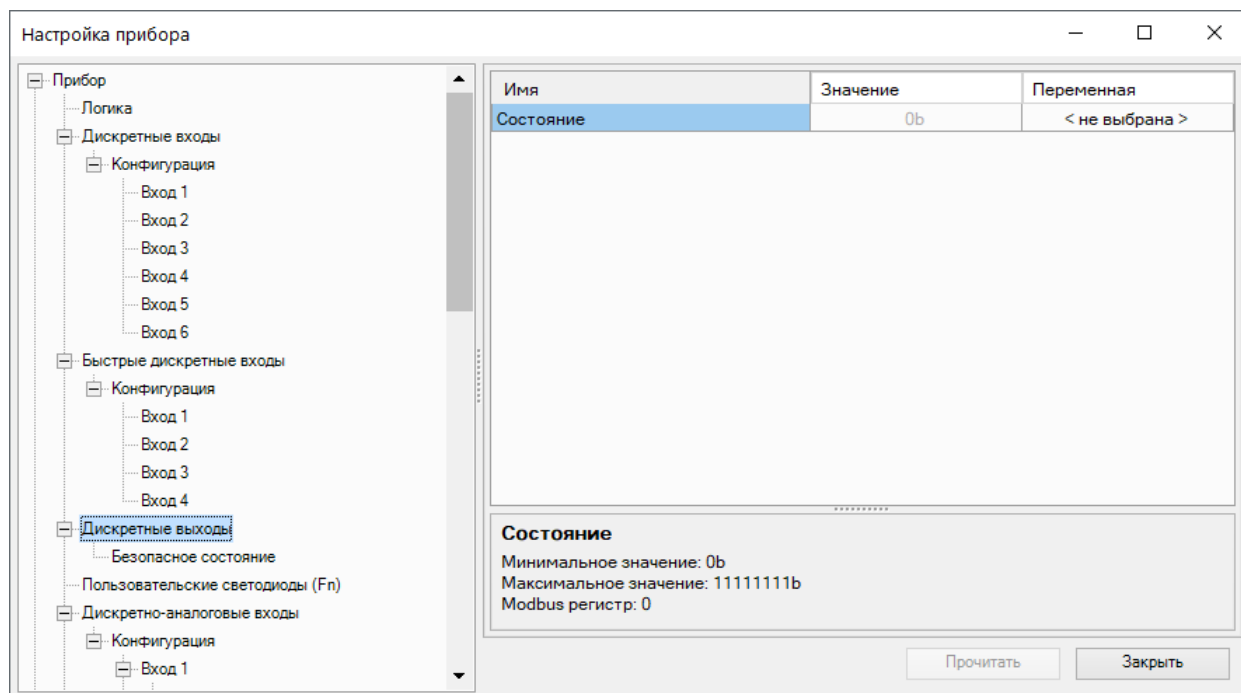 Настройка прибора
Прибор
Логика
Дискретные входы
Конфигурация
Вход 1
Вход 2
Вход 3
Вход 4
Вход 5
Вход 6
Быстрые дискретные входы
Конфигурация
Вход 1
Вход 2
Вход 3
Вход 4
Дискретные выходы
Безопасное состояние
Пользовательские светодиоды (Fn)
Дискретно-аналоговые входы
Конфигурация
Вход 1
Имя Значение Переменная
Состояние 0b < не выбрана >
Состояние
Минимальное значение: 0b
Максимальное значение: 11111111b
Modbus регистр: 0
Прочитать Закрыть